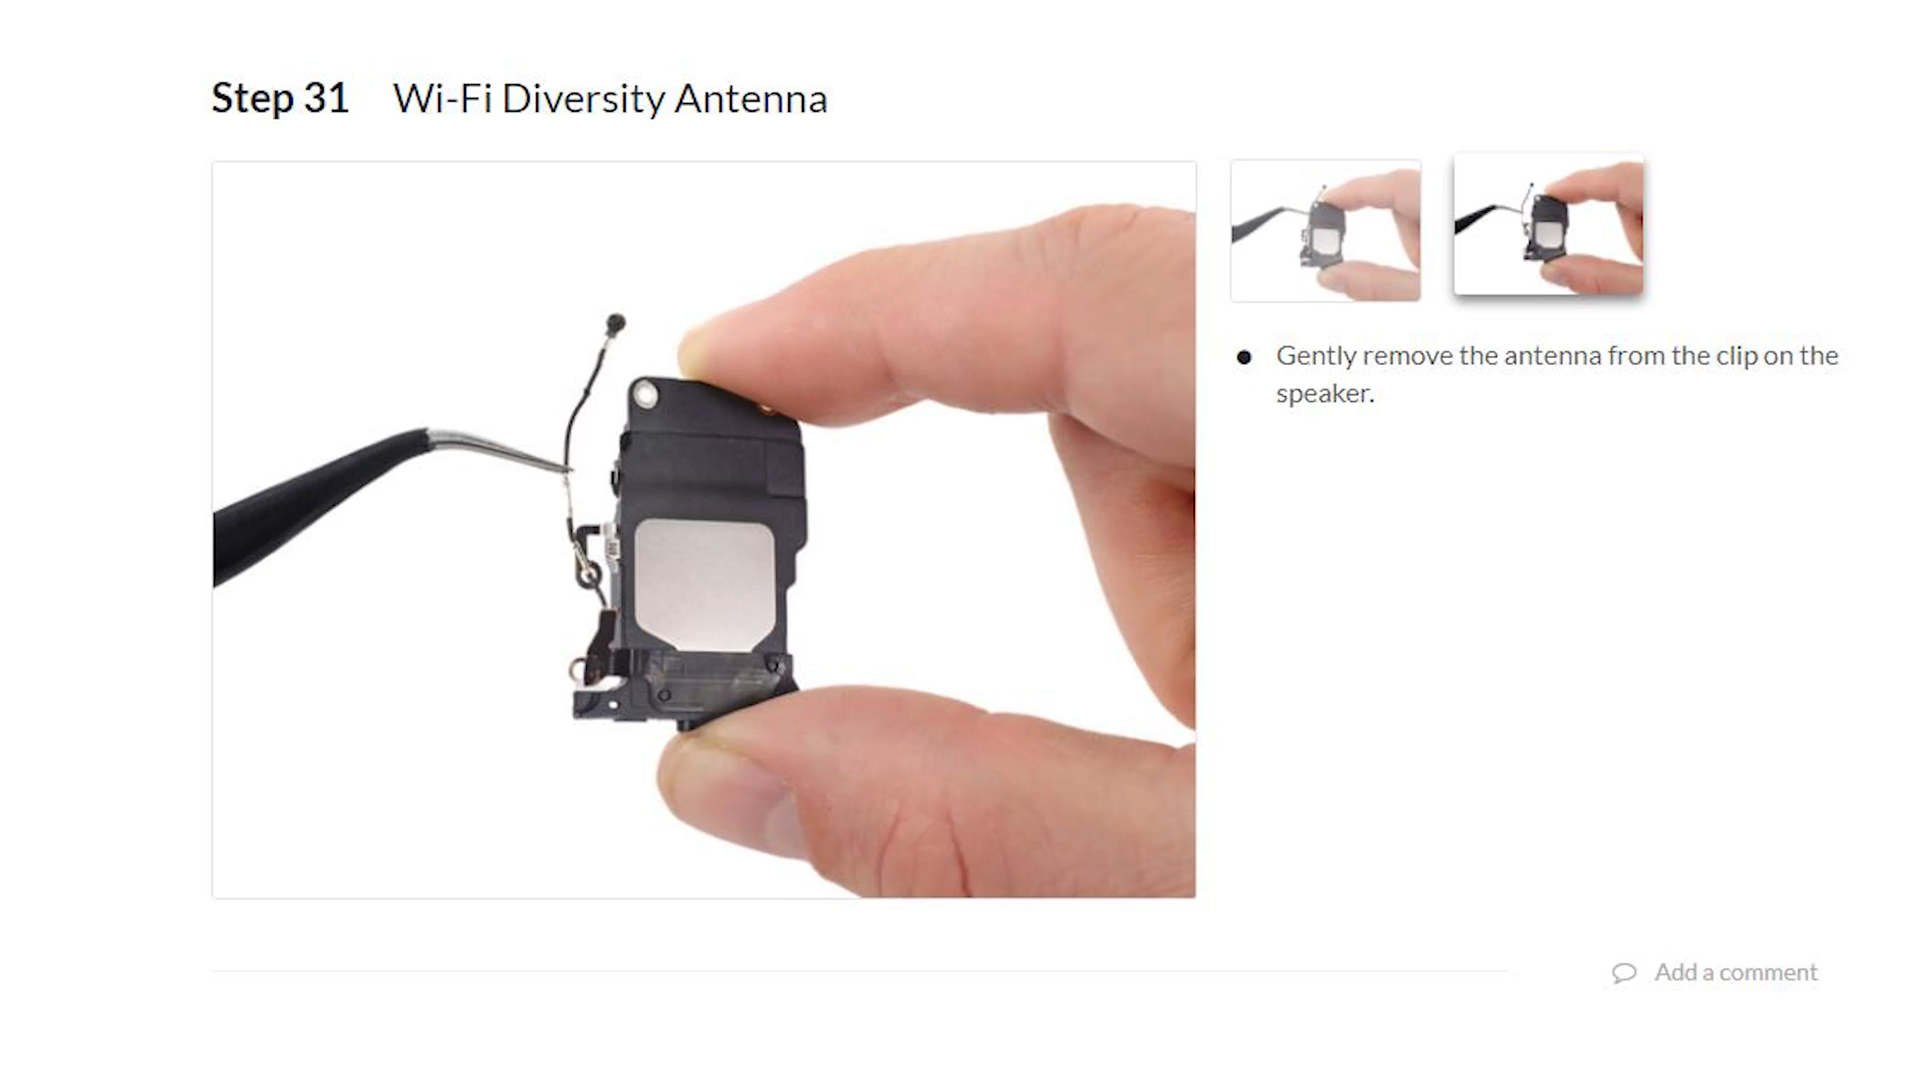 Step 31 Wi-Fi Diversity Antenna
Gently remove the antenna from the clip on the
speaker.
Add a comment